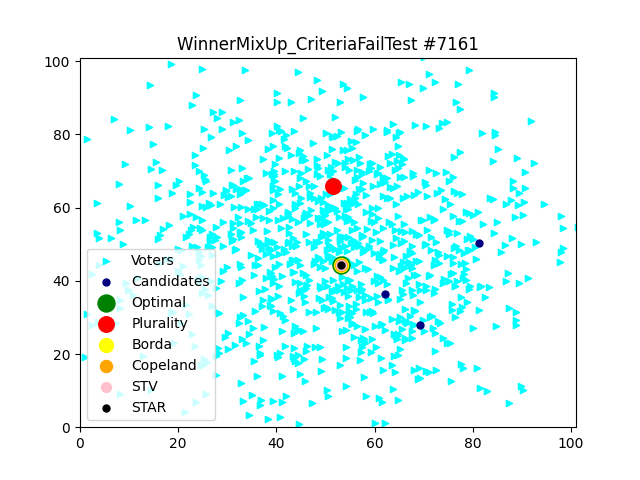 WinnerMixUp_CriteriaFailTest #7161
100
80
60
40
20
0
0 20 40 60 80 100
Voters
Candidates
Optimal
Plurality
Borda
Copeland
STV
STAR